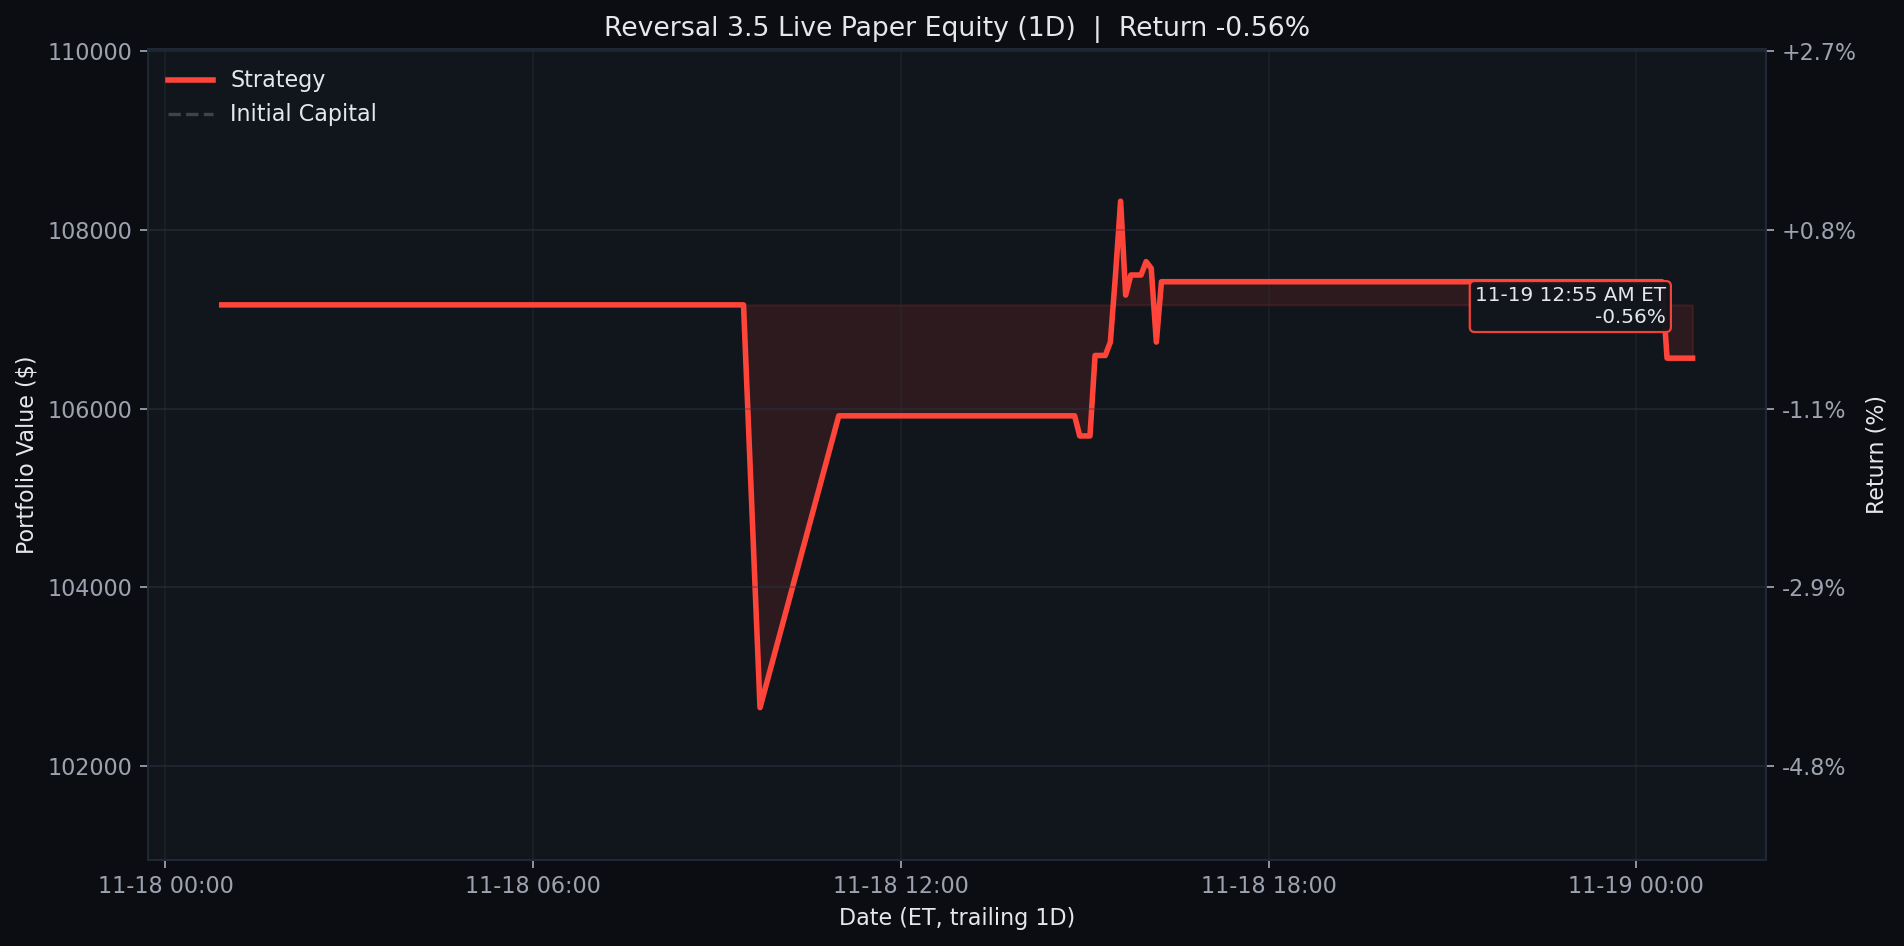 Reversal 3.5 Live Paper Equity (1D)  |  Return -0.56%
Strategy
Initial Capital
110000
108000
106000
104000
102000
Portfolio Value ($)
+2.7%
+0.8%
-1.1%
-2.9%
-4.8%
Return (%)
11-19 12:55 AM ET
-0.56%
11-18 00:00
11-18 06:00
11-18 12:00
11-18 18:00
11-19 00:00
Date (ET, trailing 1D)